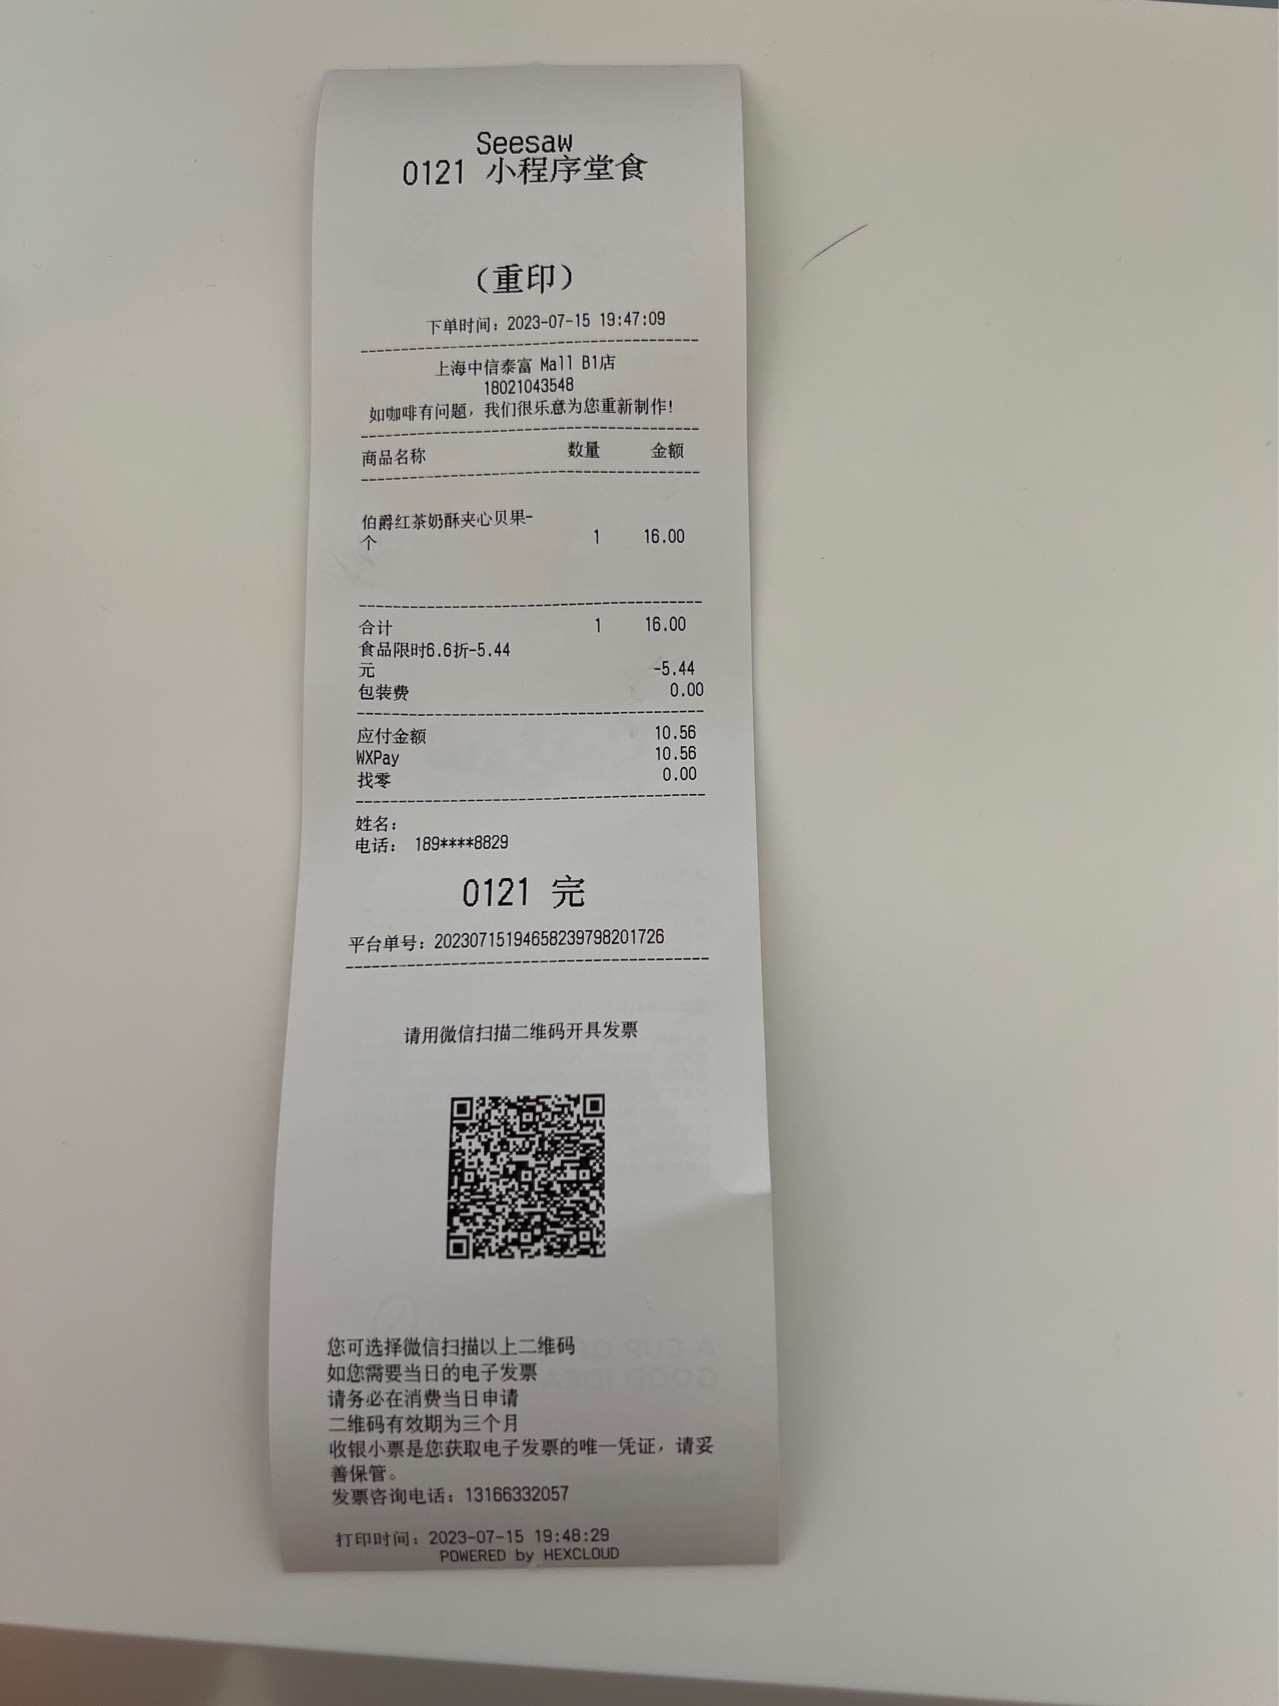 Seesaw
0121 小程序堂食
（重印）
下单时间：2023-07-15 19:47:09
上海中信泰富 Mall B1店
18021043548
如咖啡有问题，我们很乐意为您重新制作!
商品名称 数量 金额
伯爵红茶奶酥夹心贝果-
个 1 16.00
合计 1 16.00
食品限时6.6折-5.44
元 -5.44
包装费 0.00
应付金额 10.56
WXPay 10.56
找零 0.00
姓名：
电话： 189****8829
0121 完
平台单号：20230715194658239798201726
请用微信扫描二维码开具发票
您可选择微信扫描以上二维码
如您需要当日的电子发票
请务必在消费当日申请
二维码有效期为三个月
收银小票是您获取电子发票的唯一凭证，请妥
善保管。
发票咨询电话：13166332057
打印时间：2023-07-15 19:48:29
POWERED by HEXCLOUD